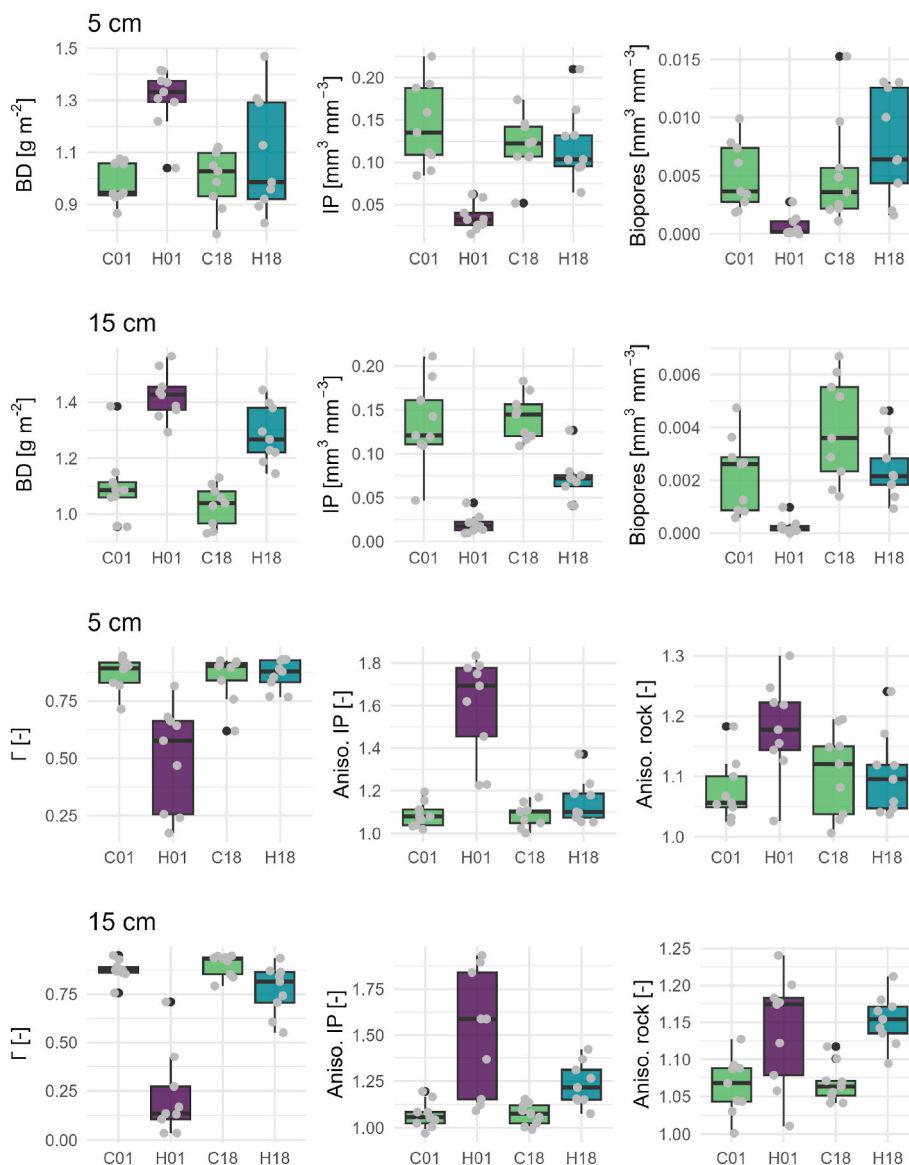 5 cm
BD [g m⁻²]
1.5
1.3
1.1
0.9
C01 H01 C18 H18
IP [mm³ mm⁻³]
0.20
0.15
0.10
0.05
C01 H01 C18 H18
Biopores [mm³ mm⁻³]
0.015
0.010
0.005
0.000
C01 H01 C18 H18
15 cm
BD [g m⁻²]
1.4
1.2
1.0
C01 H01 C18 H18
IP [mm³ mm⁻³]
0.20
0.15
0.10
0.05
0.00
C01 H01 C18 H18
Biopores [mm³ mm⁻³]
0.006
0.004
0.002
0.000
C01 H01 C18 H18
5 cm
Γ [-]
0.75
0.50
0.25
C01 H01 C18 H18
Aniso. IP [-]
1.8
1.6
1.4
1.2
1.0
C01 H01 C18 H18
Aniso. rock [-]
1.3
1.2
1.1
1.0
C01 H01 C18 H18
15 cm
Γ [-]
0.75
0.50
0.25
0.00
C01 H01 C18 H18
Aniso. IP [-]
1.75
1.50
1.25
1.00
C01 H01 C18 H18
Aniso. rock [-]
1.25
1.20
1.15
1.10
1.05
1.00
C01 H01 C18 H18